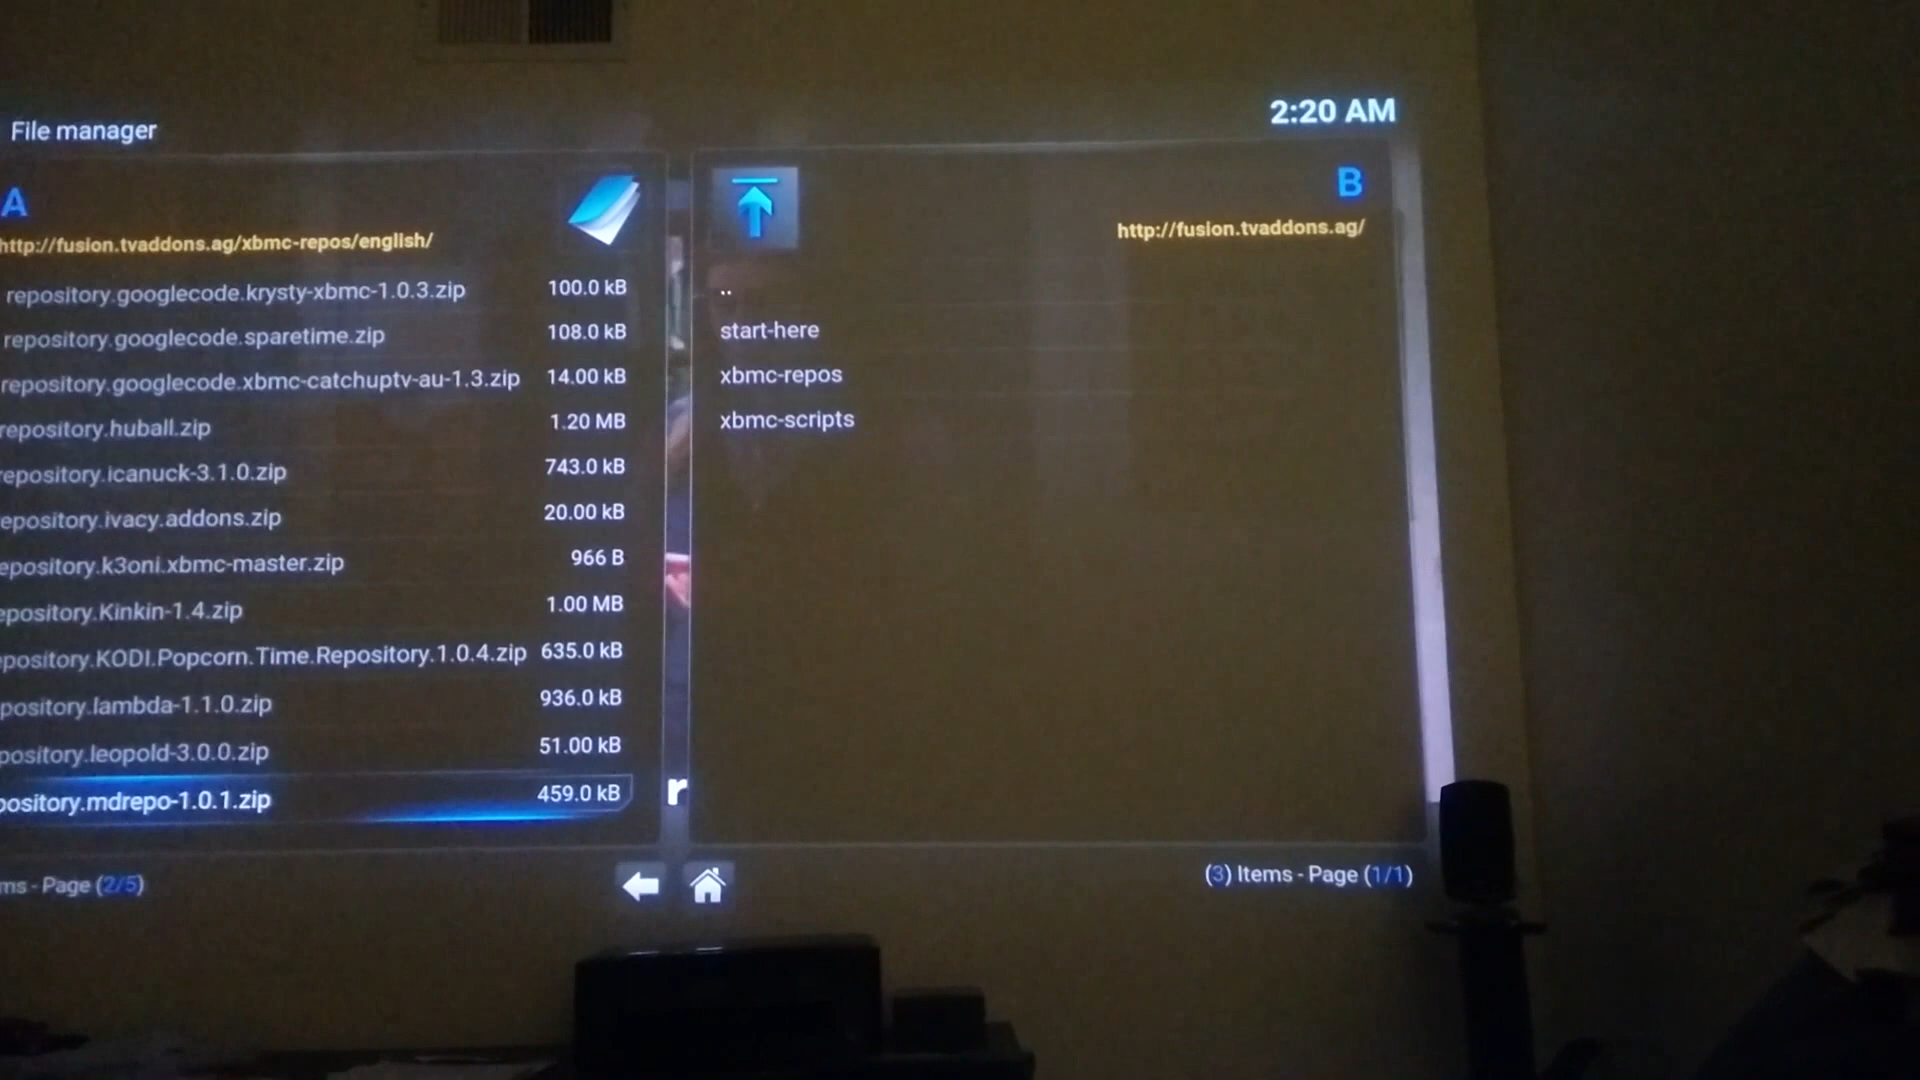 File manager
2:20 AM
A
http://fusion.tvaddons.ag/xbmc-repos/english/
repository.googlecode.krysty-xbmc-1.0.3.zip 100.0 kB
repository.googlecode.sparetime.zip 108.0 kB
repository.googlecode.xbmc-catchuptv-au-1.3.zip 14.00 kB
repository.huball.zip 1.20 MB
repository.icanuck-3.1.0.zip 743.0 kB
epository.ivacy.addons.zip 20.00 kB
epository.k3oni.xbmc-master.zip 966 B
epository.Kinkin-1.4.zip 1.00 MB
epository.KODI.Popcorn.Time.Repository.1.0.4.zip 635.0 kB
pository.lambda-1.1.0.zip 936.0 kB
pository.leopold-3.0.0.zip 51.00 kB
pository.mdrepo-1.0.1.zip 459.0 kB
ms - Page (2/5)
r
B
http://fusion.tvaddons.ag/
..
start-here
xbmc-repos
xbmc-scripts
(3) Items - Page (1/1)